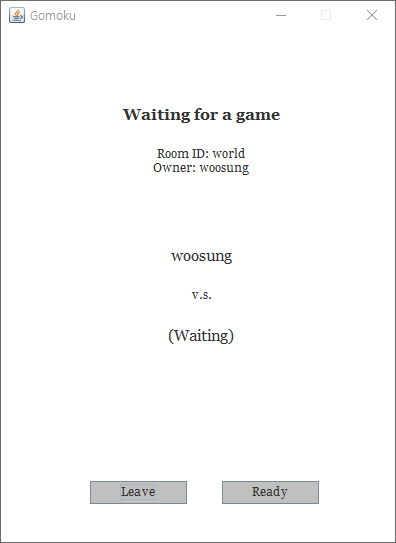 Gomoku
Waiting for a game
Room ID: world
Owner: woosung
woosung
v.s.
(Waiting)
Leave
Ready